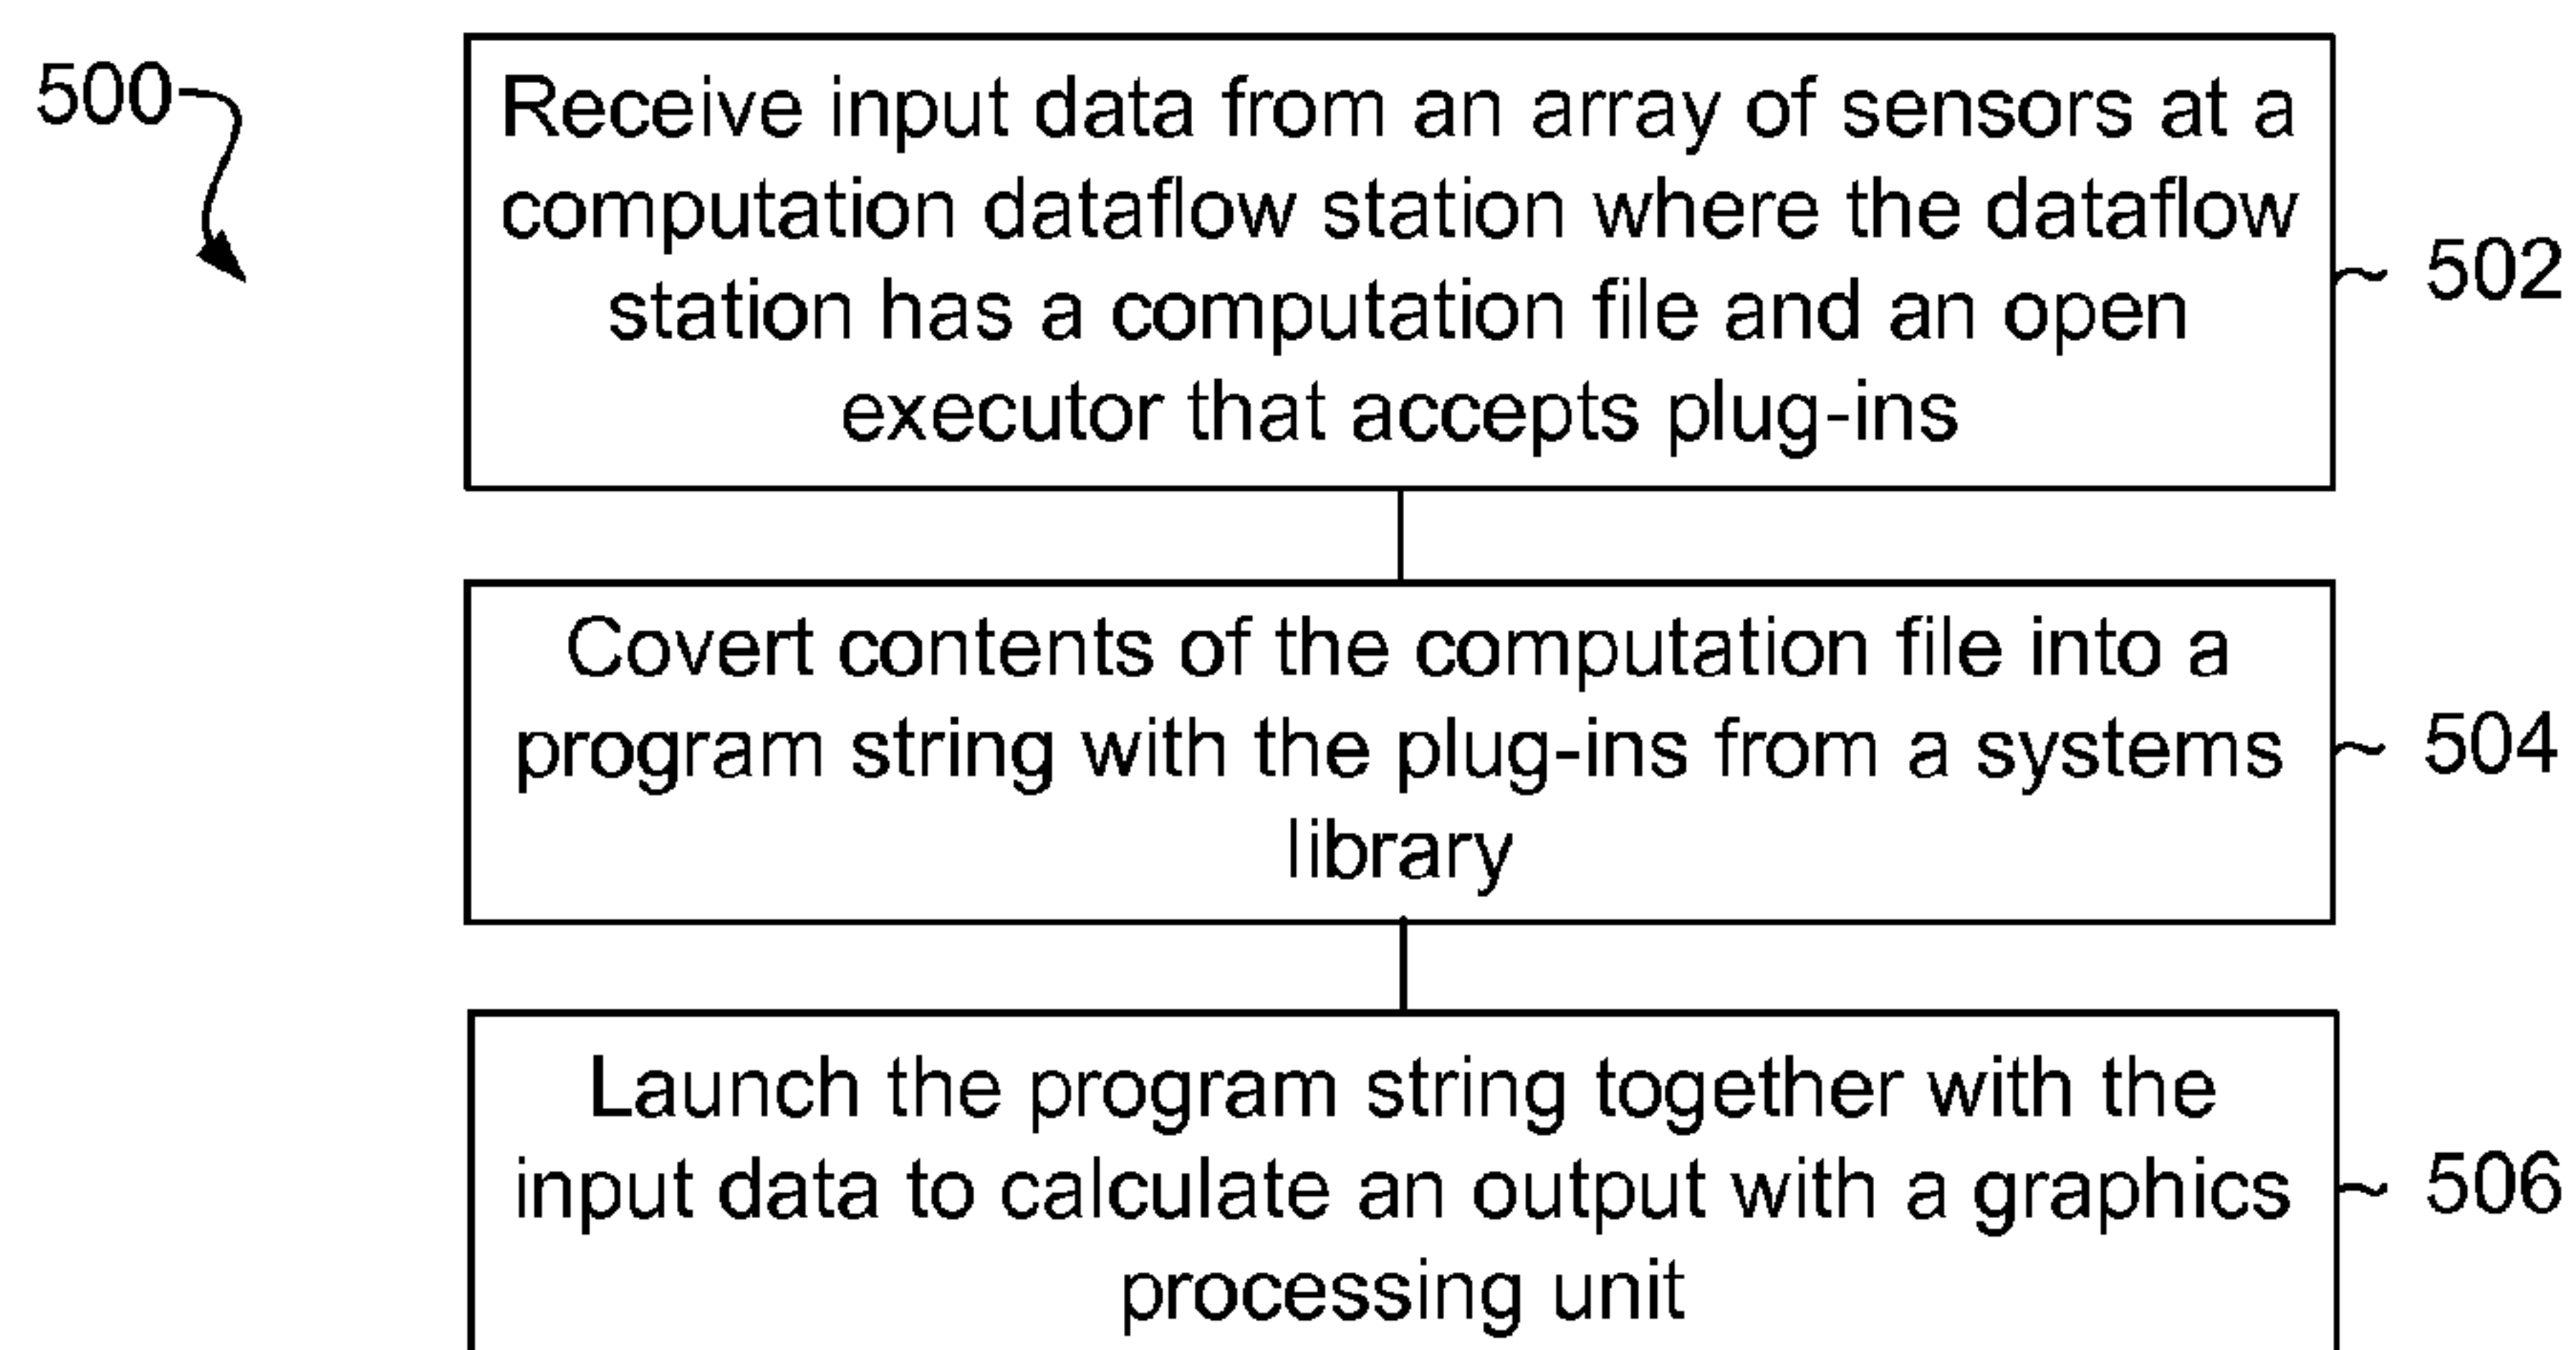 500
Receive input data from an array of sensors at a
computation dataflow station where the dataflow
station has a computation file and an open
executor that accepts plug-ins
502
Covert contents of the computation file into a
program string with the plug-ins from a systems
library
504
Launch the program string together with the
input data to calculate an output with a graphics
processing unit
506